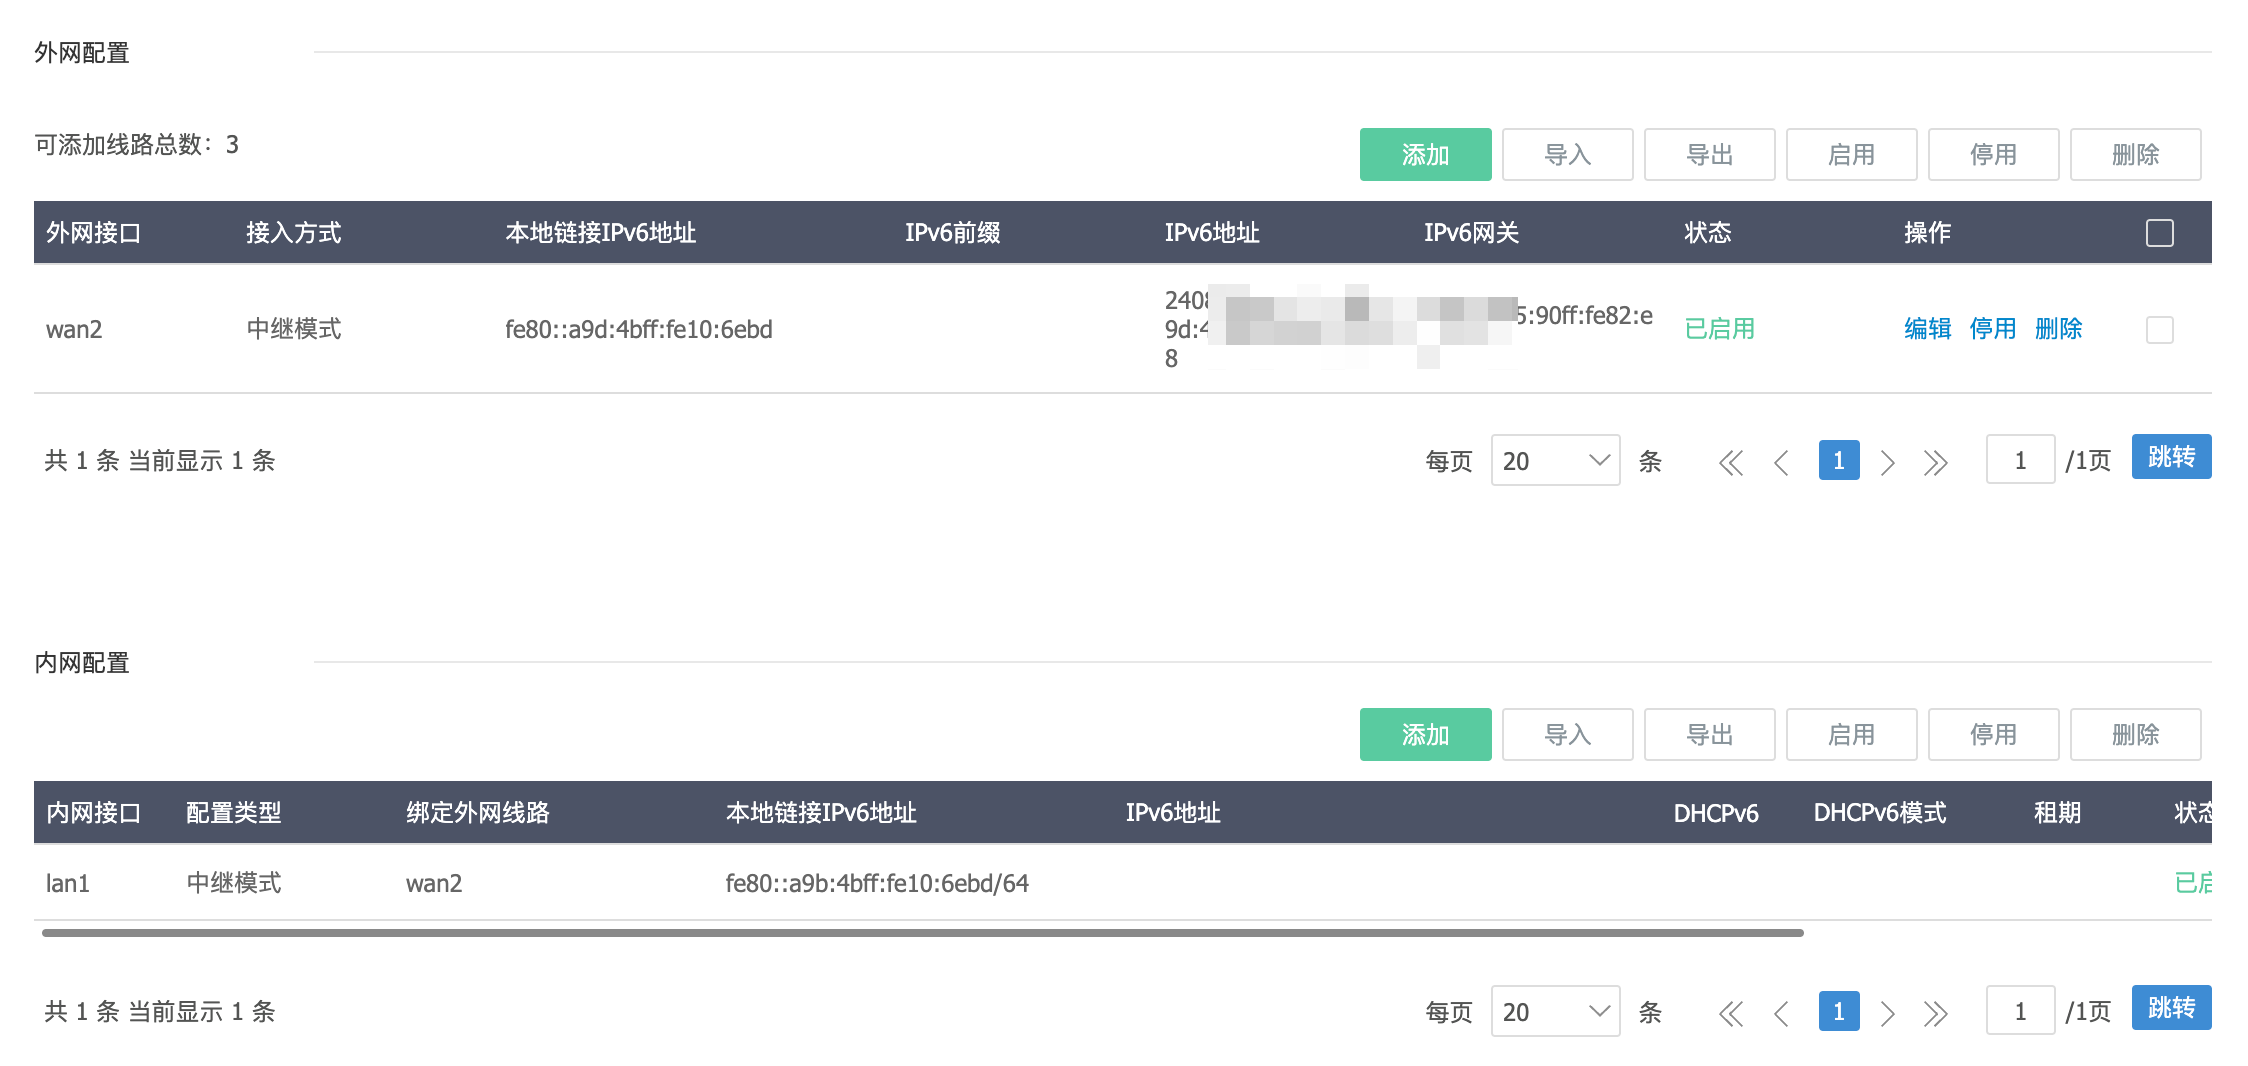 外网配置
可添加线路总数：3
添加 导入 导出 启用 停用 删除
外网接口 接入方式 本地链接IPv6地址 IPv6前缀 IPv6地址 IPv6网关 状态 操作
wan2 中继模式 fe80::a9d:4bff:fe10:6ebd 240 9d:4 8 5:90ff:fe82:e 已启用 编辑 停用 删除
共 1 条 当前显示 1 条 每页 20 条 1 1 /1页 跳转
内网配置
添加 导入 导出 启用 停用 删除
内网接口 配置类型 绑定外网线路 本地链接IPv6地址 IPv6地址 DHCPv6 DHCPv6模式 租期 状态
lan1 中继模式 wan2 fe80::a9b:4bff:fe10:6ebd/64 已启
共 1 条 当前显示 1 条 每页 20 条 1 1 /1页 跳转